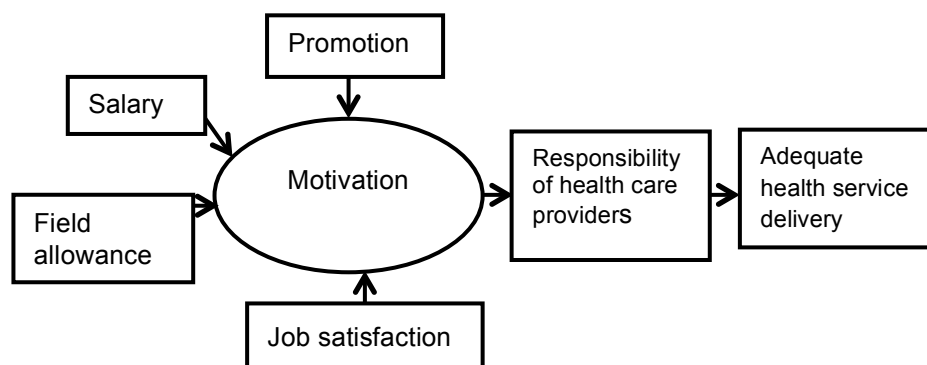 Promotion
Salary
Motivation
Field
allowance
Responsibility
of health care
providers
Adequate
health service
delivery
Job satisfaction